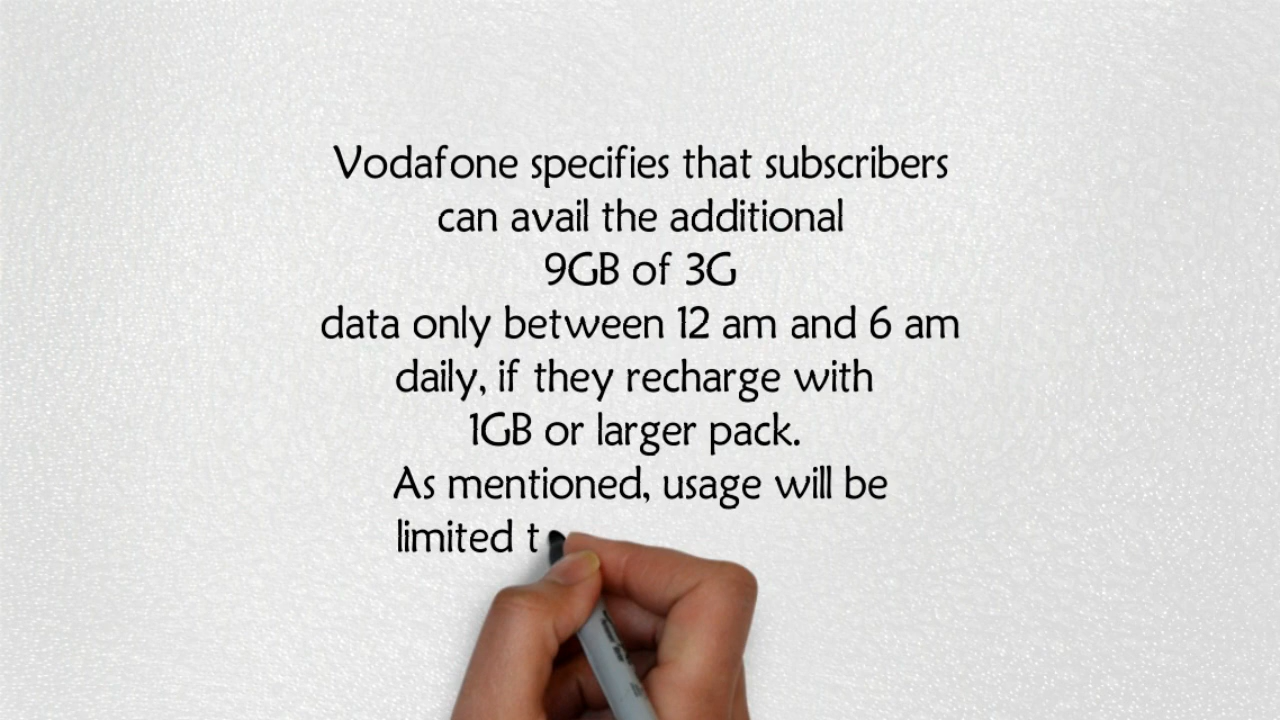 Vodafone specifies that subscribers
can avail the additional
9GB of 3G
data only between 12 am and 6 am
daily, if they recharge with
1GB or larger pack.
As mentioned, usage will be
limited t